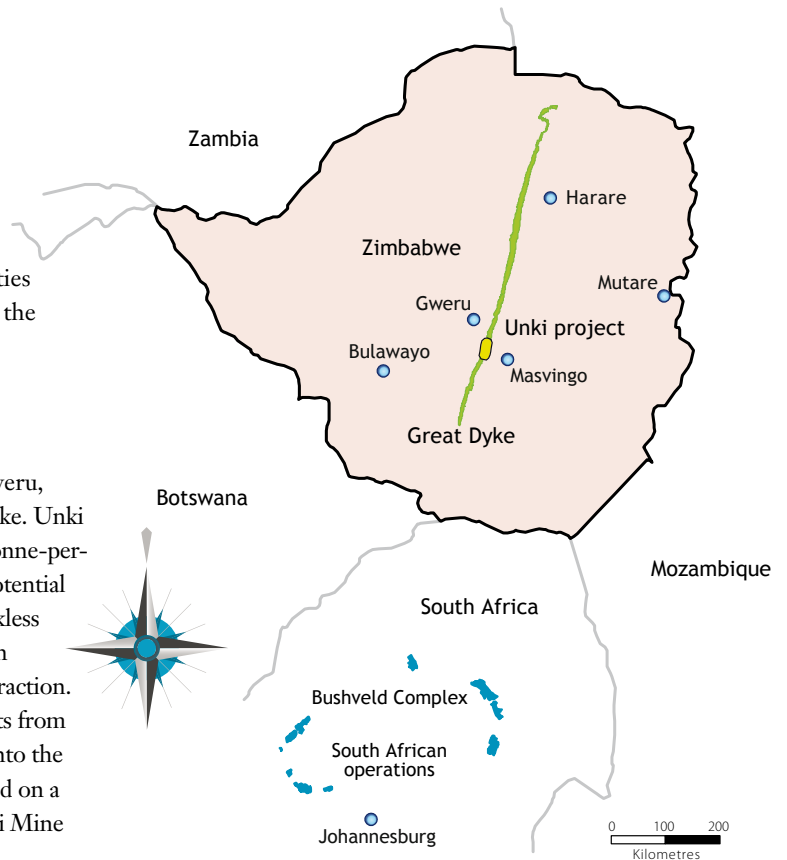 ties
the
weru,
ke. Unki
onne-per-
otential
kless
n
raction.
ts from
nto the
d on a
i Mine
Zambia
Harare
Zimbabwe
Mutare
Gweru
Unki project
Bulawayo
Masvingo
Great Dyke
Botswana
Mozambique
South Africa
Bushveld Complex
South African
operations
Johannesburg
0 100 200
Kilometres